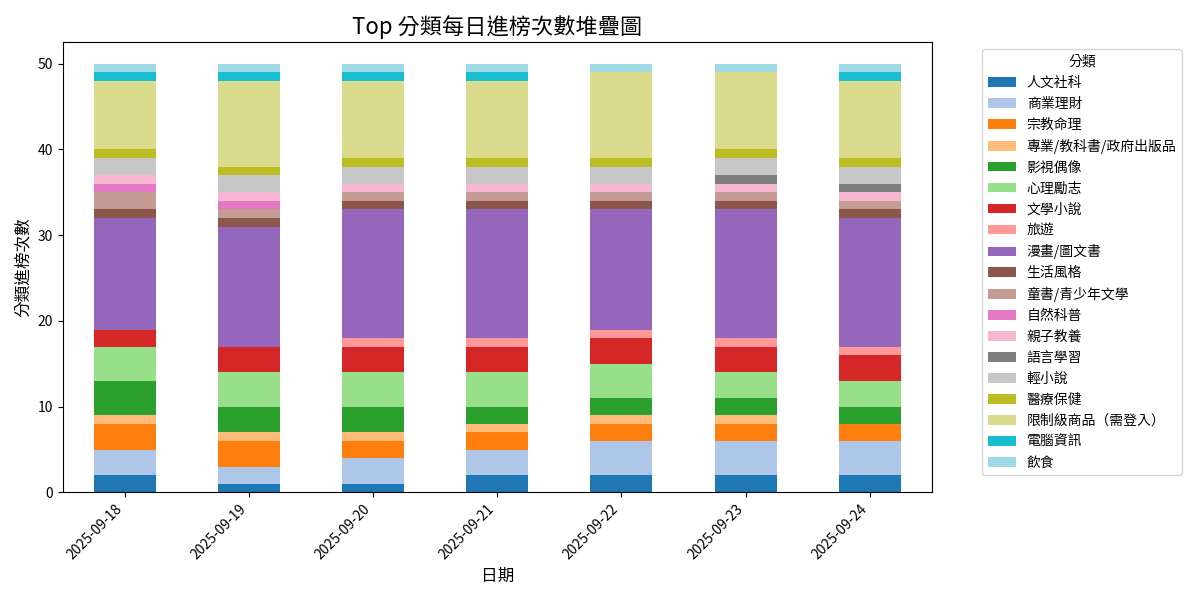 Top 分類每日進榜次數堆疊圖
分類進榜次數
50
40
30
20
10
0
2025-09-18
2025-09-19
2025-09-20
2025-09-21
2025-09-22
2025-09-23
2025-09-24
日期
分類
人文社科
商業理財
宗教命理
專業/教科書/政府出版品
影視偶像
心理勵志
文學小說
旅遊
漫畫/圖文書
生活風格
童書/青少年文學
自然科普
親子教養
語言學習
輕小說
醫療保健
限制級商品（需登入）
電腦資訊
飲食